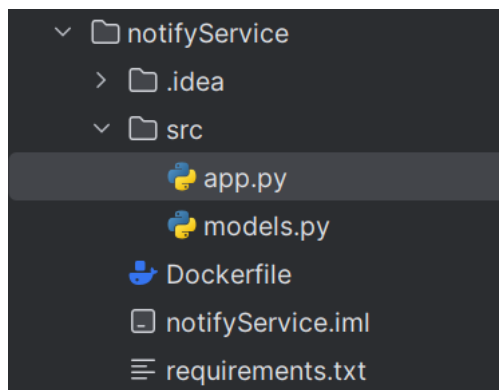 notifyService
.idea
src
app.py
models.py
Dockerfile
notifyService.iml
requirements.txt